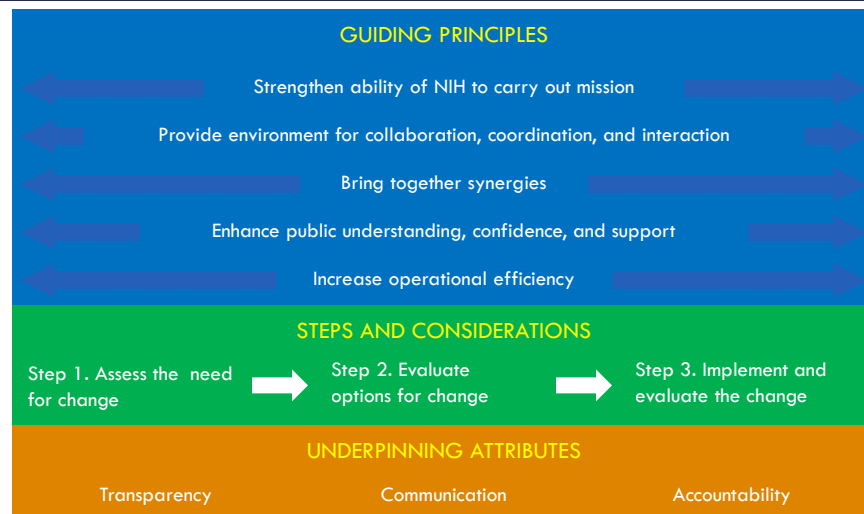 GUIDING PRINCIPLES
Strengthen ability of NIH to carry out mission
Provide environment for collaboration, coordination, and interaction
Bring together synergies
Enhance public understanding, confidence, and support
Increase operational efficiency
STEPS AND CONSIDERATIONS
Step 1. Assess the need
for change
Step 2. Evaluate
options for change
Step 3. Implement and
evaluate the change
UNDERPINNING ATTRIBUTES
Transparency
Communication
Accountability